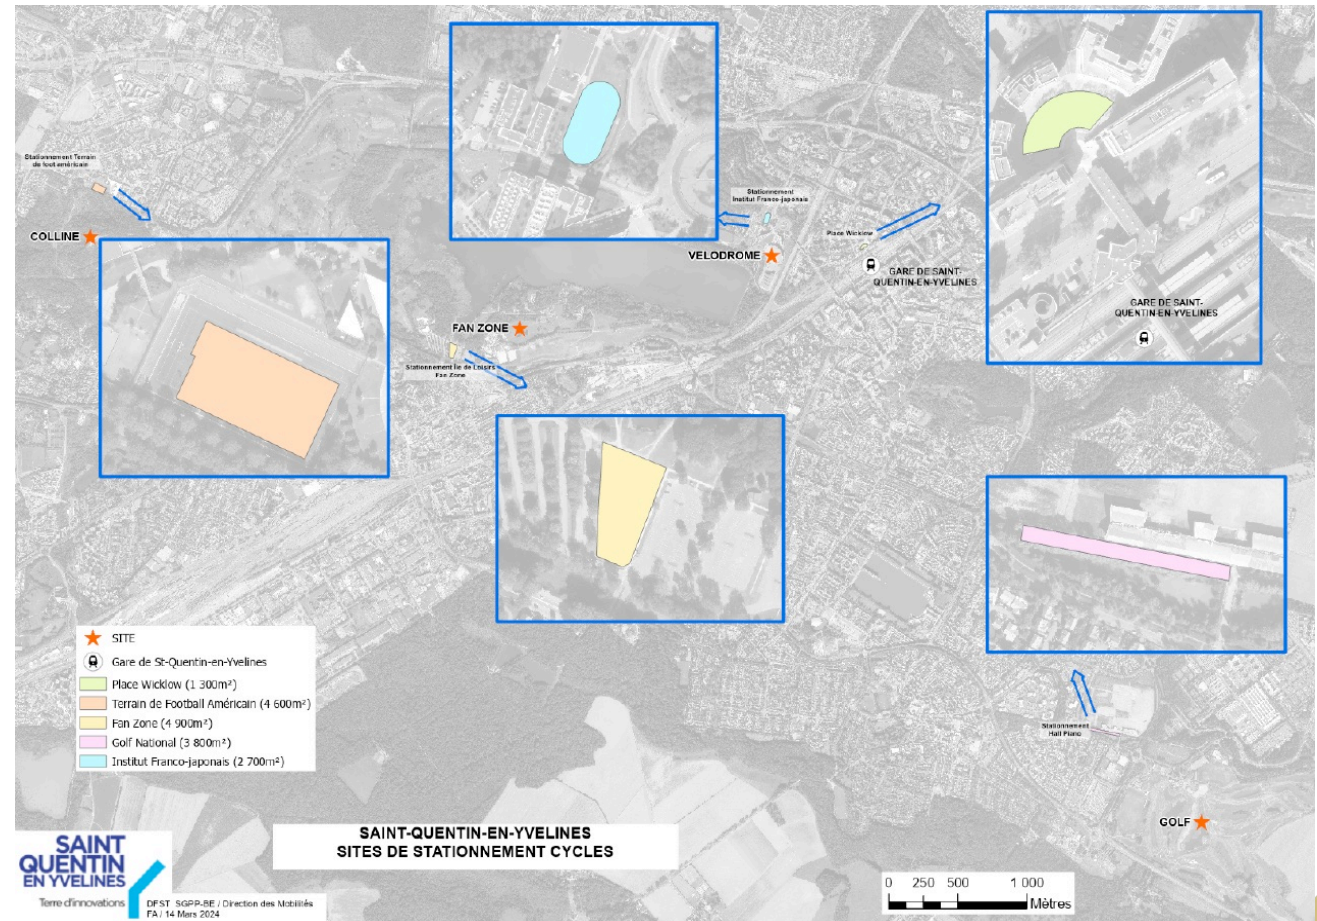 Stationnement Terrain
de foot américain
COLLINE
Stationnement
Institut Franco-japonais
VELODROME
Place Wicklow
GARE DE SAINT-
QUENTIN-EN-YVELINES
GARE DE SAINT-
QUENTIN-EN-YVELINES
FAN ZONE
Stationnement Île de Loisirs
Fan Zone
SITE
Gare de St-Quentin-en-Yvelines
Place Wicklow (1 300m²)
Terrain de Football Américain (4 600m²)
Fan Zone (4 900m²)
Golf National (3 800m²)
Institut Franco-japonais (2 700m²)
Stationnement
Hall Plano
GOLF
SAINT-QUENTIN-EN-YVELINES
SITES DE STATIONNEMENT CYCLES
SAINT
QUENTIN
EN YVELINES
Terre d'innovations
DFST SGPP-BE / Direction des Mobilités
FA / 14 Mars 2024
0 250 500 1 000
Mètres